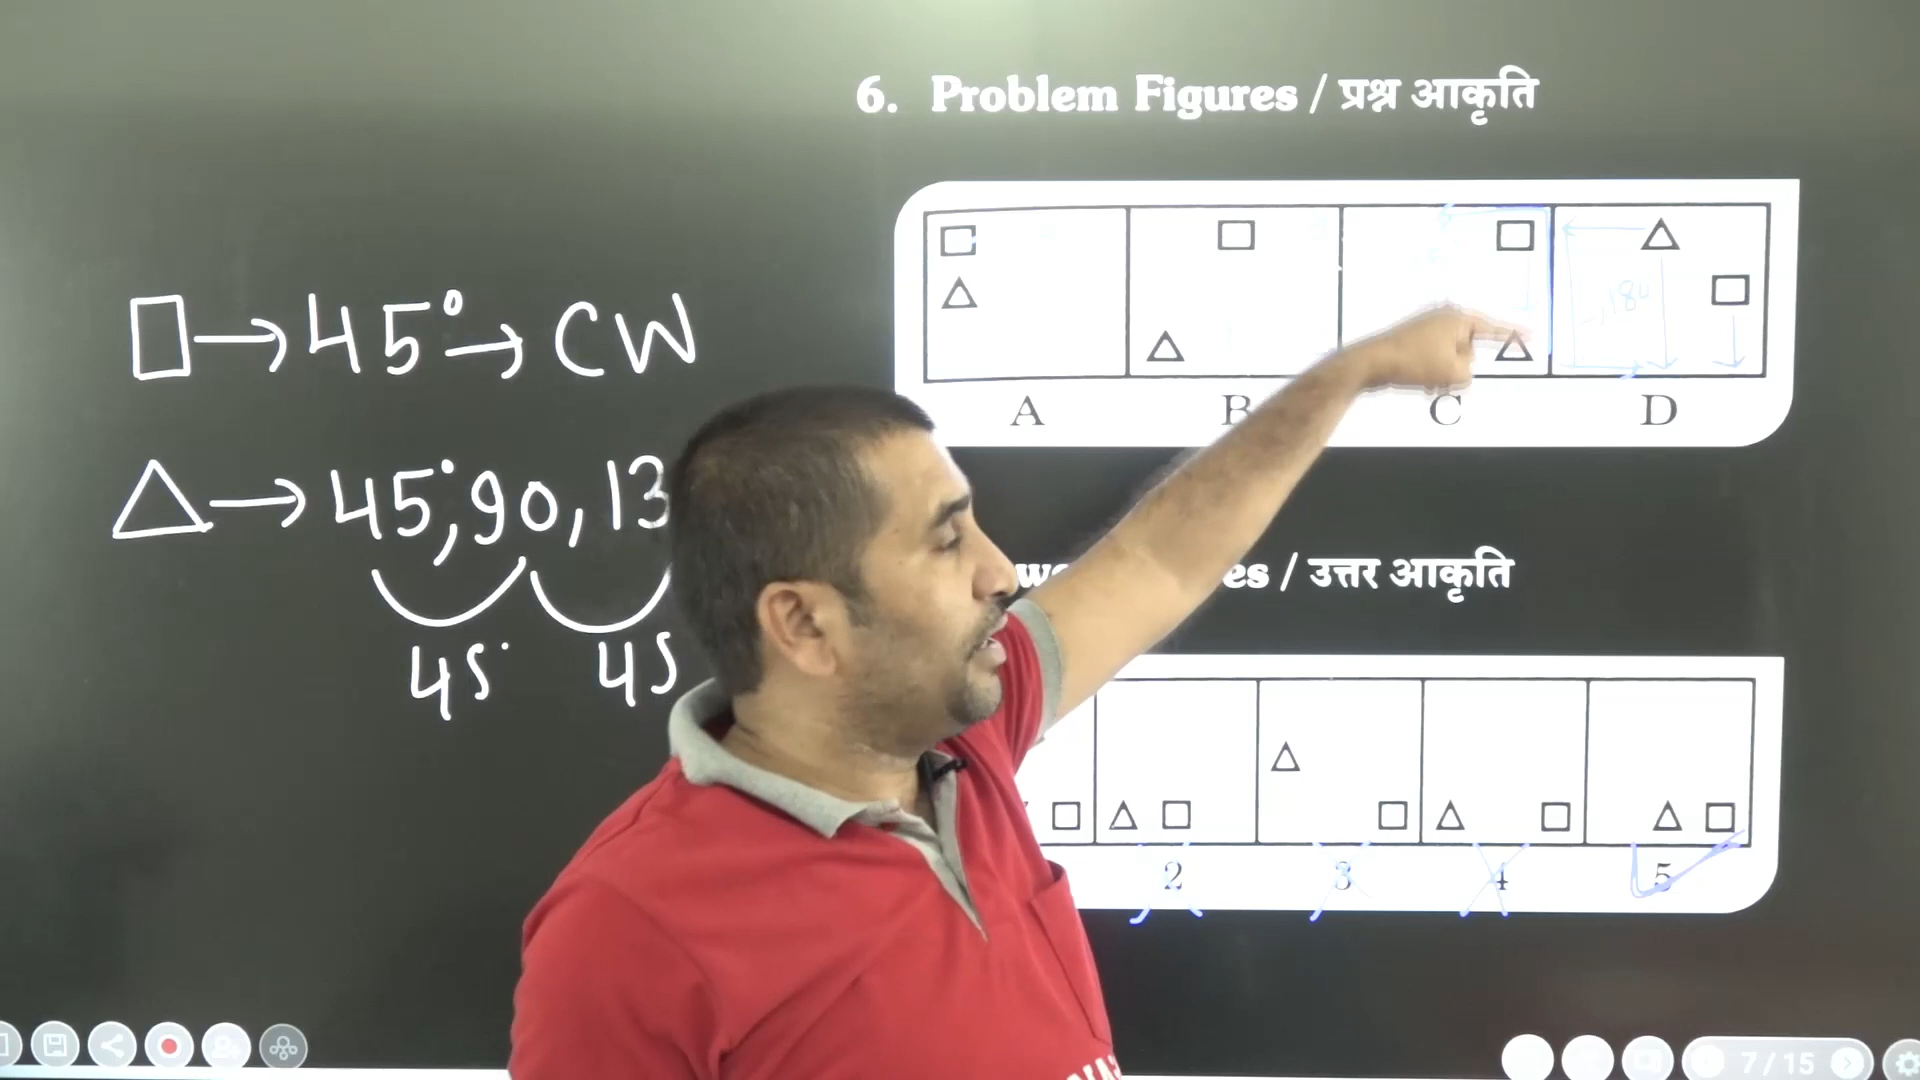 6. Problem Figures / प्रश्न आकृति
A B C D
→ 45° → CW
→ 45°, 90, 13
45° 45
180
es / उत्तर आकृति
2 3 4 5
7 / 15